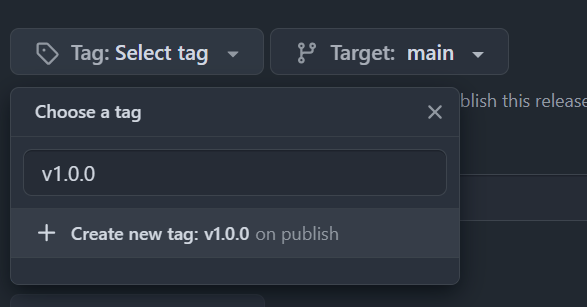 Tag: Select tag Target: main
blish this release
Choose a tag
v1.0.0
Create new tag: v1.0.0 on publish